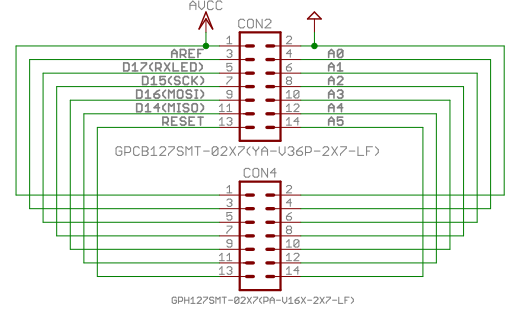 AVCC
CON2
1 2
AREF 3 4 A0
D17(RXLED) 5 6 A1
D15(SCK) 7 8 A2
D16(MOSI) 9 10 A3
D14(MISO) 11 12 A4
RESET 13 14 A5
GPCB127SMT-02X7(YA-V36P-2X7-LF)
CON4
1 2
3 4
5 6
7 8
9 10
11 12
13 14
GPH127SMT-02X7(PA-V16X-2X7-LF)